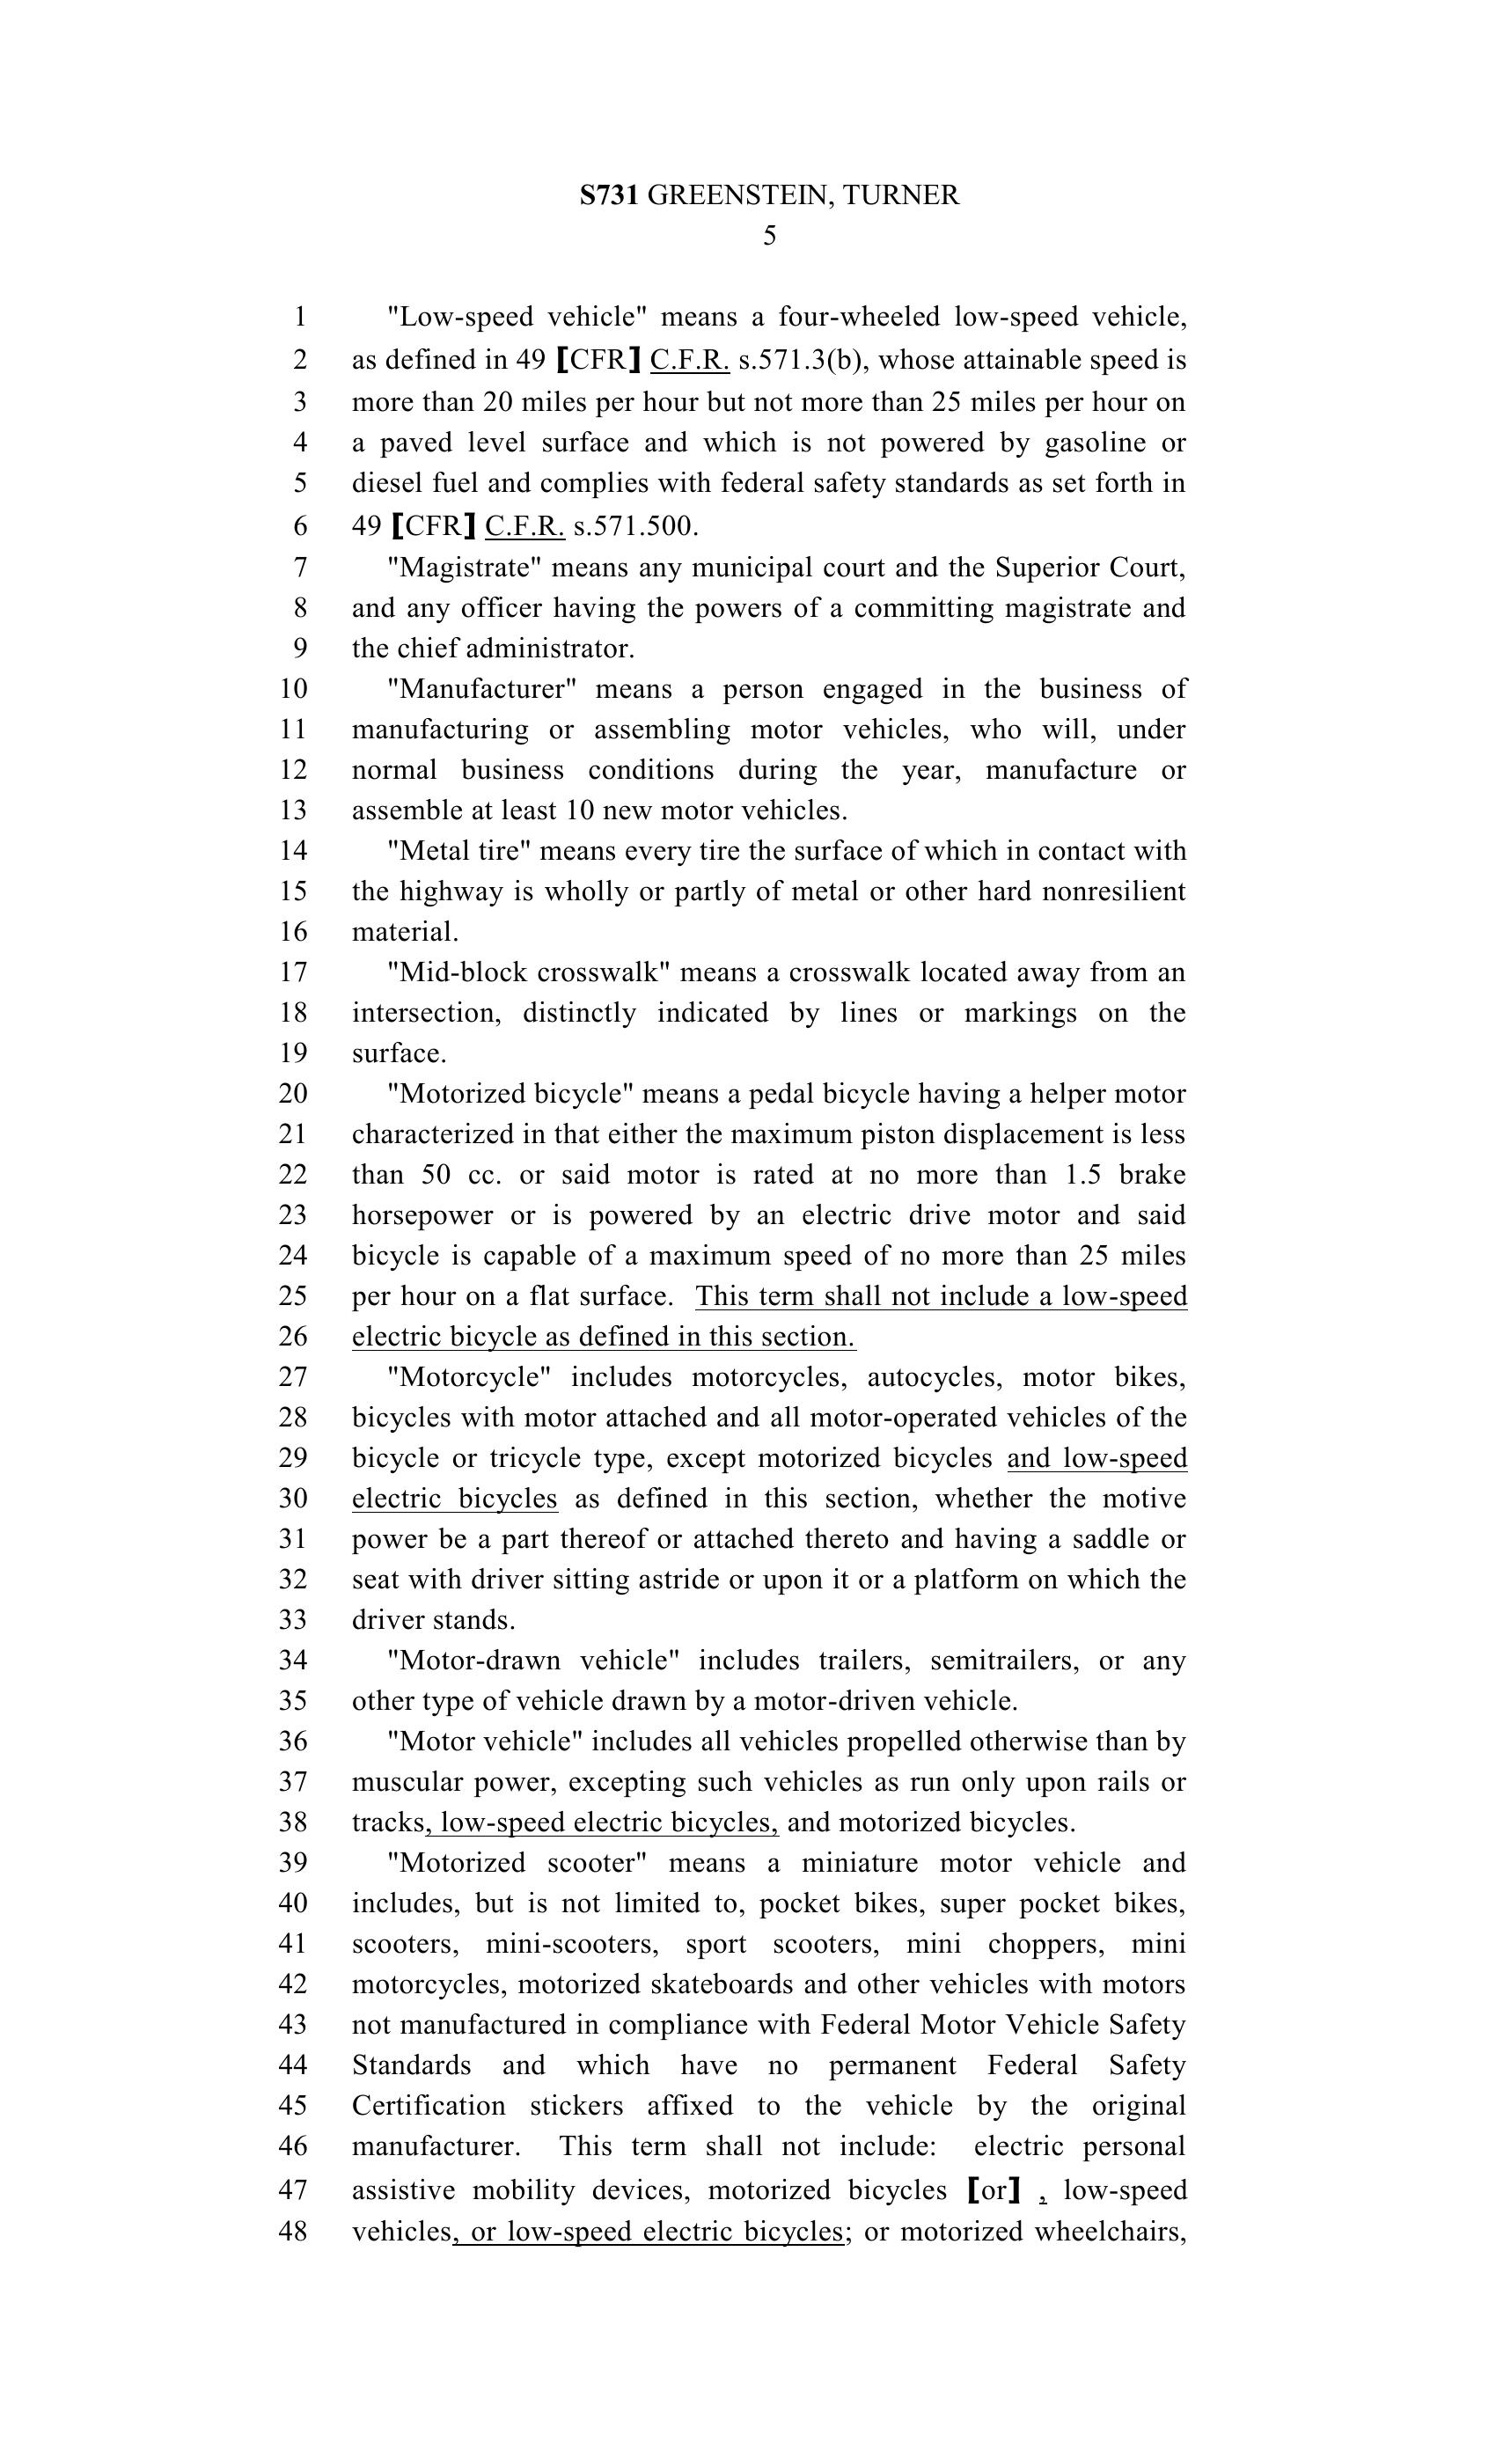 S731 GREENSTEIN, TURNER
5
1 "Low-speed vehicle" means a four-wheeled low-speed vehicle,
2 as defined in 49 [CFR] C.F.R. s.571.3(b), whose attainable speed is
3 more than 20 miles per hour but not more than 25 miles per hour on
4 a paved level surface and which is not powered by gasoline or
5 diesel fuel and complies with federal safety standards as set forth in
6 49 [CFR] C.F.R. s.571.500.
7 "Magistrate" means any municipal court and the Superior Court,
8 and any officer having the powers of a committing magistrate and
9 the chief administrator.
10 "Manufacturer" means a person engaged in the business of
11 manufacturing or assembling motor vehicles, who will, under
12 normal business conditions during the year, manufacture or
13 assemble at least 10 new motor vehicles.
14 "Metal tire" means every tire the surface of which in contact with
15 the highway is wholly or partly of metal or other hard nonresilient
16 material.
17 "Mid-block crosswalk" means a crosswalk located away from an
18 intersection, distinctly indicated by lines or markings on the
19 surface.
20 "Motorized bicycle" means a pedal bicycle having a helper motor
21 characterized in that either the maximum piston displacement is less
22 than 50 cc. or said motor is rated at no more than 1.5 brake
23 horsepower or is powered by an electric drive motor and said
24 bicycle is capable of a maximum speed of no more than 25 miles
25 per hour on a flat surface. This term shall not include a low-speed
26 electric bicycle as defined in this section.
27 "Motorcycle" includes motorcycles, autocycles, motor bikes,
28 bicycles with motor attached and all motor-operated vehicles of the
29 bicycle or tricycle type, except motorized bicycles and low-speed
30 electric bicycles as defined in this section, whether the motive
31 power be a part thereof or attached thereto and having a saddle or
32 seat with driver sitting astride or upon it or a platform on which the
33 driver stands.
34 "Motor-drawn vehicle" includes trailers, semitrailers, or any
35 other type of vehicle drawn by a motor-driven vehicle.
36 "Motor vehicle" includes all vehicles propelled otherwise than by
37 muscular power, excepting such vehicles as run only upon rails or
38 tracks, low-speed electric bicycles, and motorized bicycles.
39 "Motorized scooter" means a miniature motor vehicle and
40 includes, but is not limited to, pocket bikes, super pocket bikes,
41 scooters, mini-scooters, sport scooters, mini choppers, mini
42 motorcycles, motorized skateboards and other vehicles with motors
43 not manufactured in compliance with Federal Motor Vehicle Safety
44 Standards and which have no permanent Federal Safety
45 Certification stickers affixed to the vehicle by the original
46 manufacturer. This term shall not include: electric personal
47 assistive mobility devices, motorized bicycles [or] , low-speed
48 vehicles, or low-speed electric bicycles; or motorized wheelchairs,